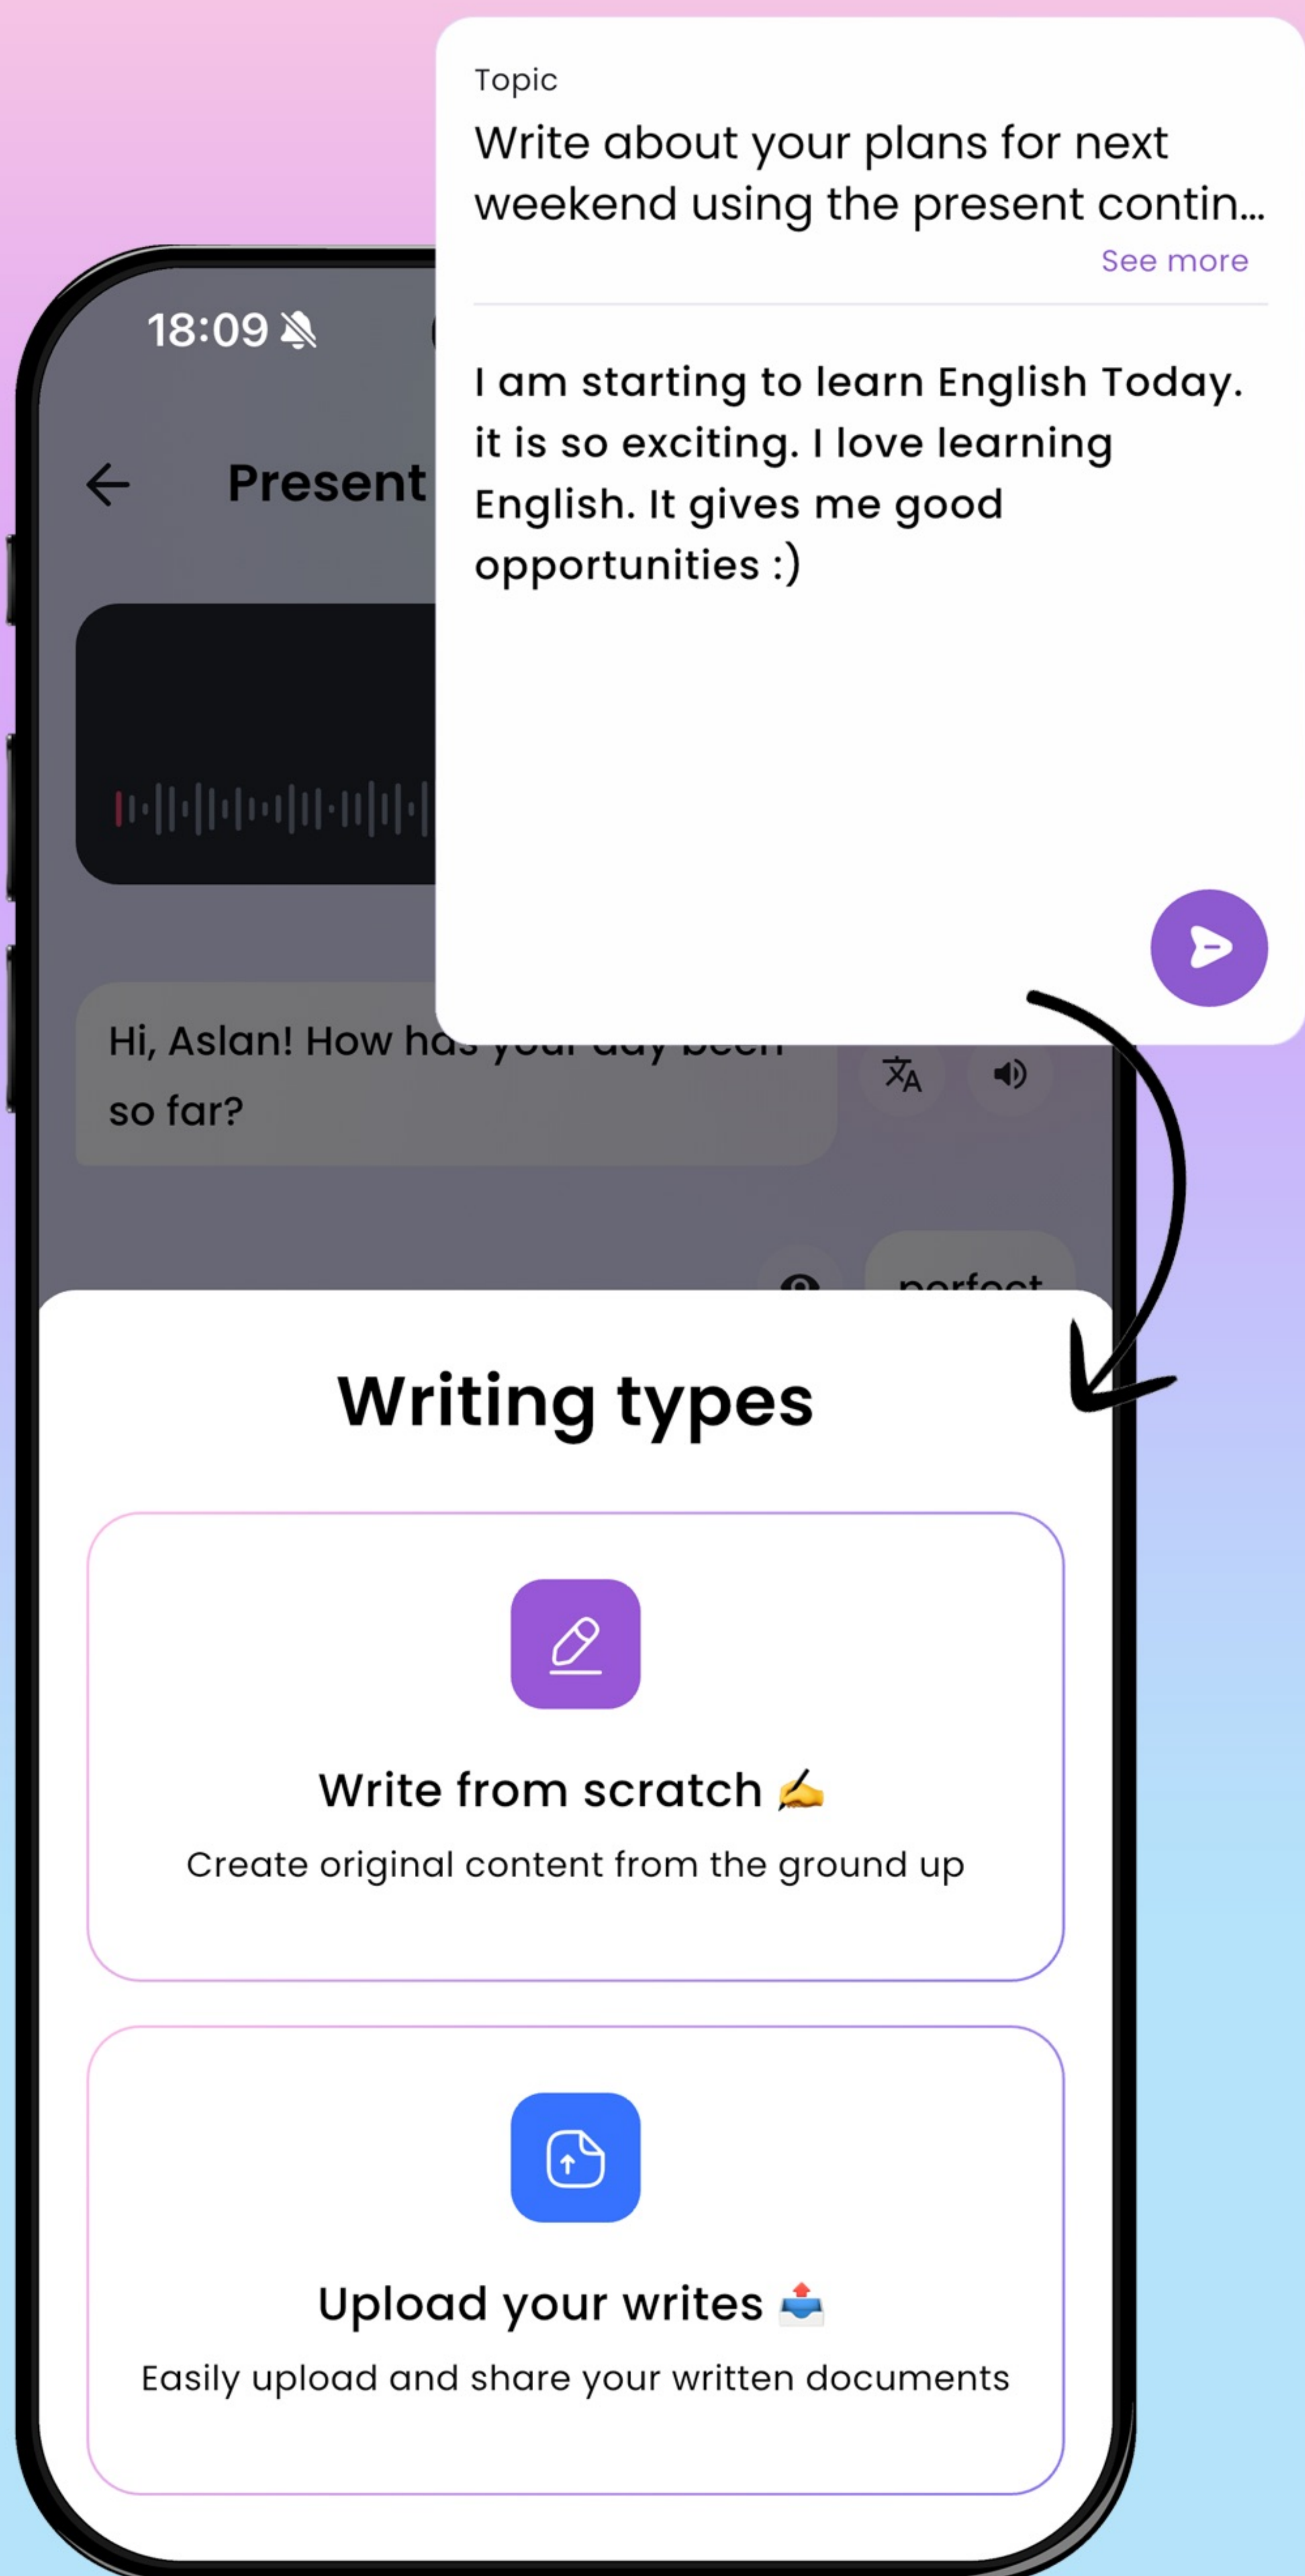 Topic
Write about your plans for next
weekend using the present contin...
See more
I am starting to learn English Today.
it is so exciting. I love learning
English. It gives me good
opportunities :)
18:09
Present
Hi, Aslan! How has your day been
so far?
perfect
Writing types
Write from scratch ✍️
Create original content from the ground up
Upload your writes 📤
Easily upload and share your written documents